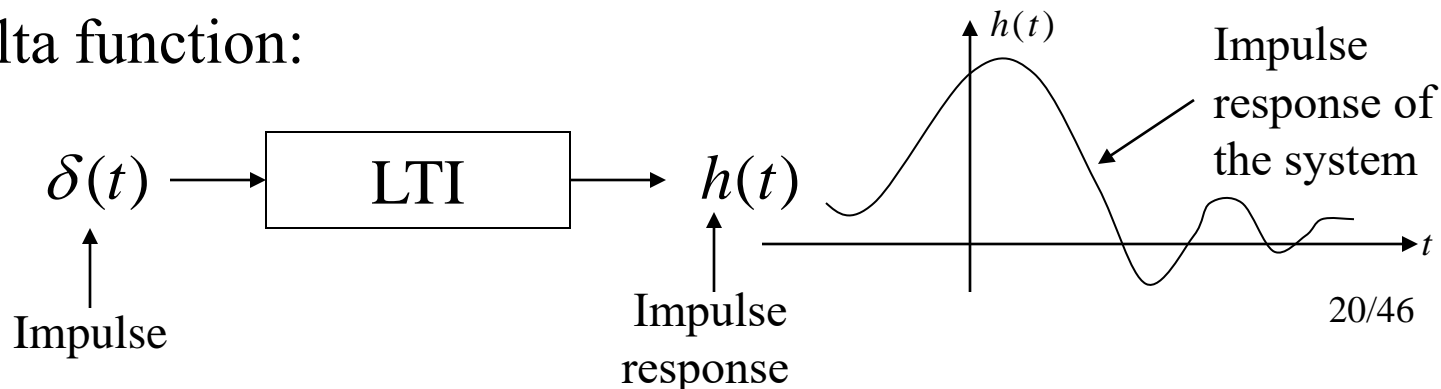 lta function:
δ(t)
LTI
h(t)
Impulse
Impulse
response
h(t)
Impulse
response of
the system
t
20/46